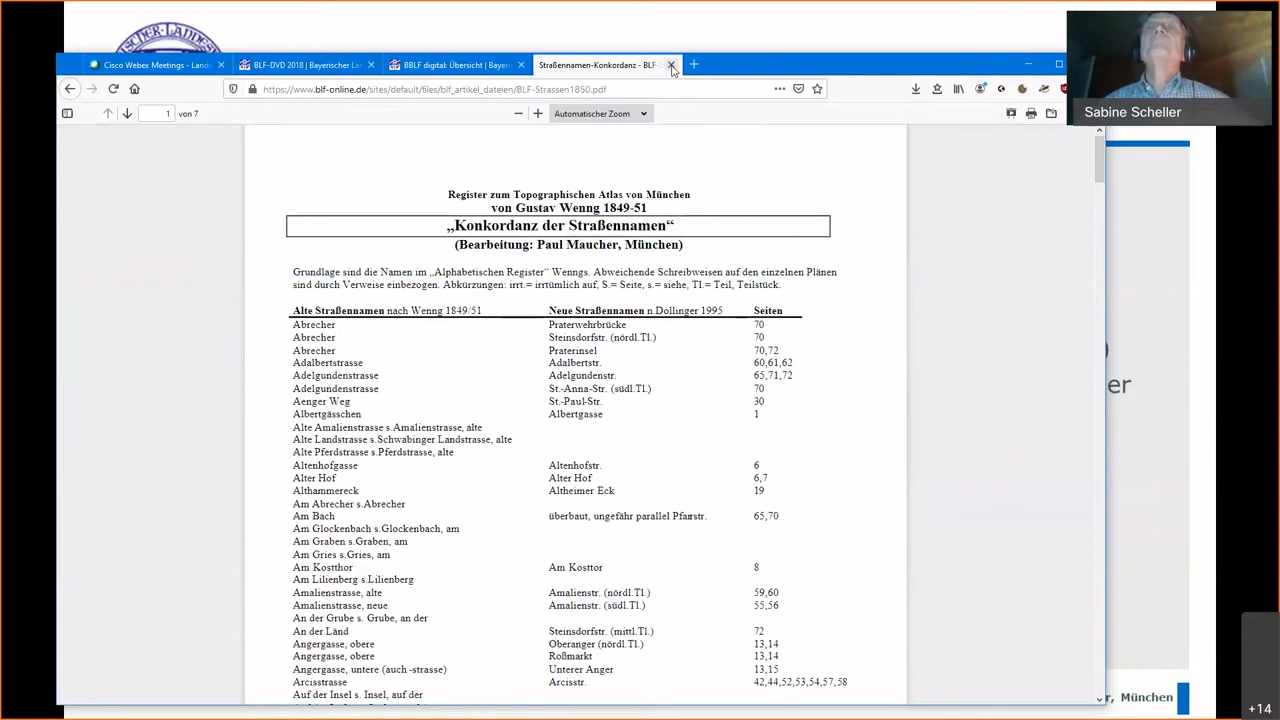 Cisco Webex Meetings - Landi
BLF-DVD 2018 | Bayerischer La
BBLF digital: Übersicht | Bayer
Straßennamen-Konkordanz - BLF-
www.blf-online.de/sites/default/files/blf_artikel_dateien/BLF-Strassen1850.pdf
1 von 7
Automatischer Zoom
Sabine Scheller
Register zum Topographischen Atlas von München
von Gustav Wenng 1849-51
„Konkordanz der Straßennamen“
(Bearbeitung: Paul Maucher, München)
Grundlage sind die Namen im „Alphabetischen Register“ Wenngs. Abweichende Schreibweisen auf den einzelnen Plänen
sind durch Verweise einbezogen. Abkürzungen: irrt.= irrtümlich auf, S.= Seite, s.= siehe, Tl.= Teil, Teilstück.
Alte Straßennamen nach Wenng 1849/51 Neue Straßennamen n.Dollinger 1995 Seiten
Abrecher Praterwehrbrücke 70
Abrecher Steinsdorfstr. (nördl.Tl.) 70
Abrecher Praterinsel 70,72
Adalbertstrasse Adalbertstr. 60,61,62
Adelgundenstrasse Adelgundenstr. 65,71,72
Adelgundenstrasse St.-Anna-Str. (südl.Tl.) 70
Aenger Weg St.-Paul-Str. 30
Albertgässchen Albertgasse 1
Alte Amalienstrasse s.Amalienstrasse, alte
Alte Landstrasse s.Schwabinger Landstrasse, alte
Alte Pferdstrasse s.Pferdstrasse, alte
Altenhofgasse Altenhofstr. 6
Alter Hof Alter Hof 6,7
Althammereck Altheimer Eck 19
Am Abrecher s.Abrecher
Am Bach überbaut, ungefähr parallel Pfarrstr. 65,70
Am Glockenbach s.Glockenbach, am
Am Graben s.Graben, am
Am Gries s.Gries, am
Am Kostthor Am Kosttor 8
Am Lilienberg s.Lilienberg
Amalienstrasse, alte Amalienstr. (nördl.Tl.) 59,60
Amalienstrasse, neue Amalienstr. (südl.Tl.) 55,56
An der Grube s. Grube, an der
An der Länd Steinsdorfstr. (mittl.Tl.) 72
Angergasse, obere Oberanger (nördl.Tl.) 13,14
Angergasse, obere Roßmarkt 13,14
Angergasse, untere (auch -strasse) Unterer Anger 13,15
Arcisstrasse Arcisstr. 42,44,52,53,54,57,58
Auf der Insel s. Insel, auf der
er
r, München
+14